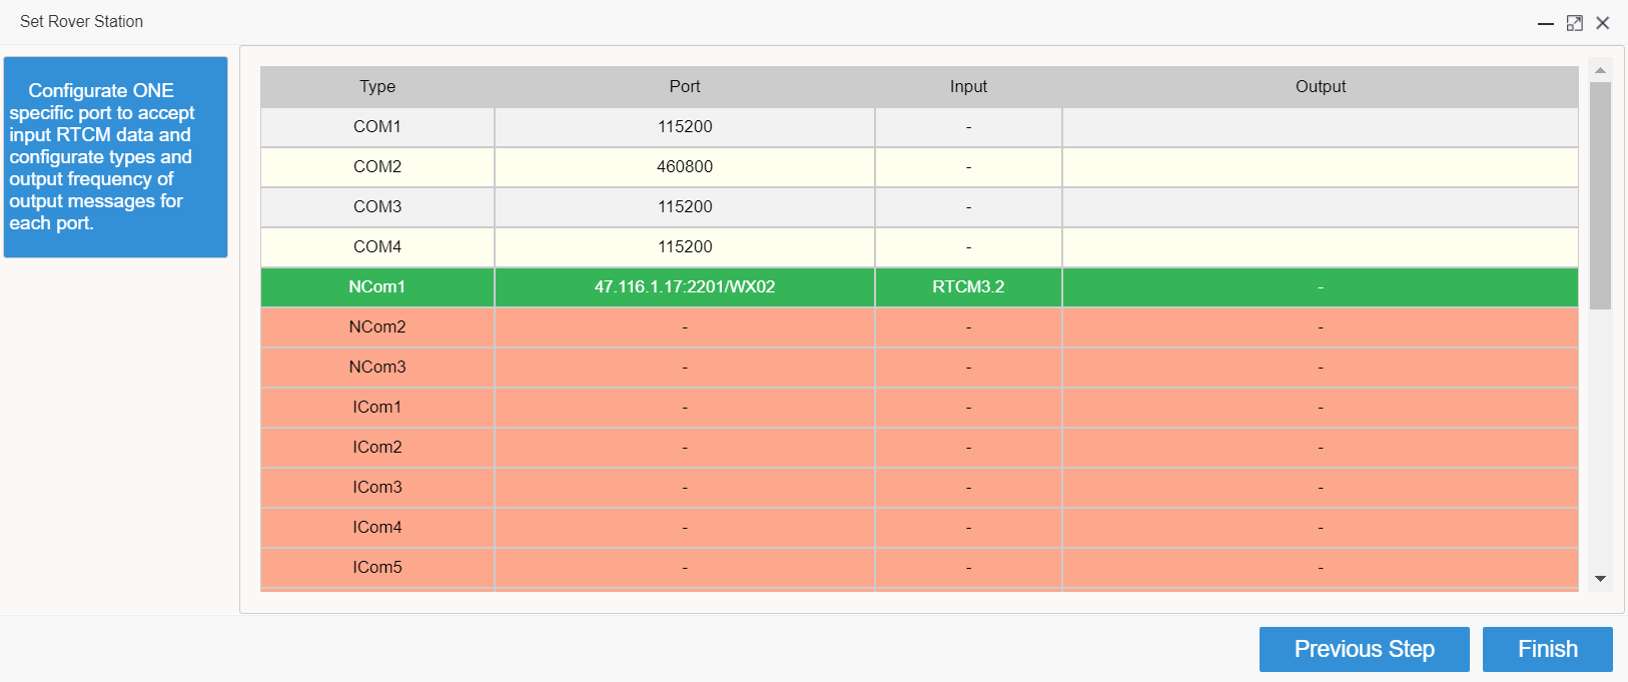 Set Rover Station
Configurate ONE
specific port to accept
input RTCM data and
configurate types and
output frequency of
output messages for
each port.
Type Port Input Output
COM1 115200 -
COM2 460800 -
COM3 115200 -
COM4 115200 -
NCom1 47.116.1.17:2201/WX02 RTCM3.2 -
NCom2 - - -
NCom3 - - -
ICom1 - - -
ICom2 - - -
ICom3 - - -
ICom4 - - -
ICom5 - - -
Previous Step Finish